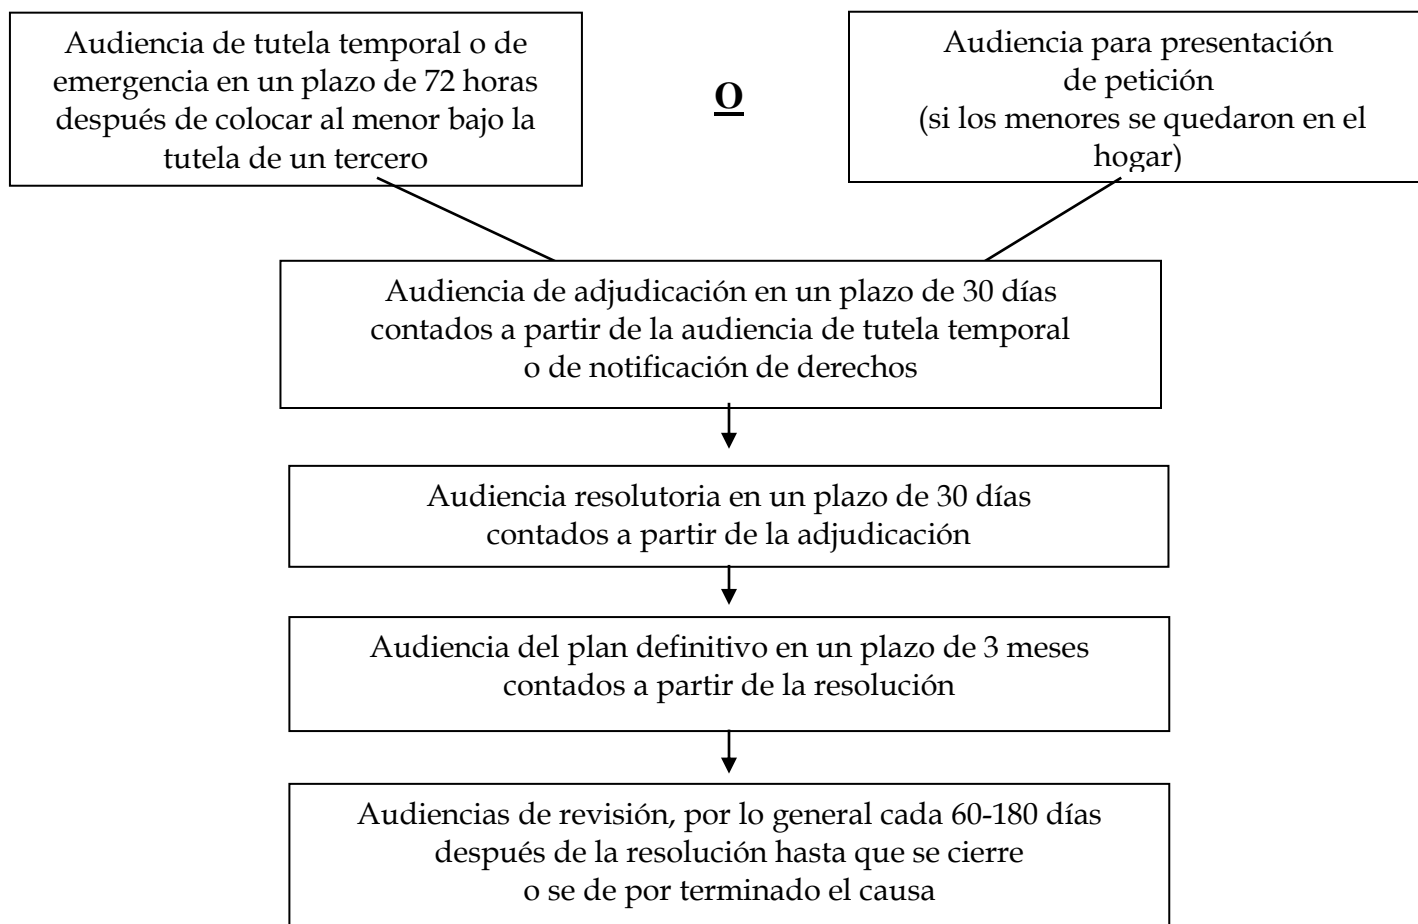 Audiencia de tutela temporal o de
emergencia en un plazo de 72 horas
después de colocar al menor bajo la
tutela de un tercero
O
Audiencia para presentación
de petición
(si los menores se quedaron en el
hogar)
Audiencia de adjudicación en un plazo de 30 días
contados a partir de la audiencia de tutela temporal
o de notificación de derechos
Audiencia resolutoria en un plazo de 30 días
contados a partir de la adjudicación
Audiencia del plan definitivo en un plazo de 3 meses
contados a partir de la resolución
Audiencias de revisión, por lo general cada 60-180 días
después de la resolución hasta que se cierre
o se de por terminado el causa